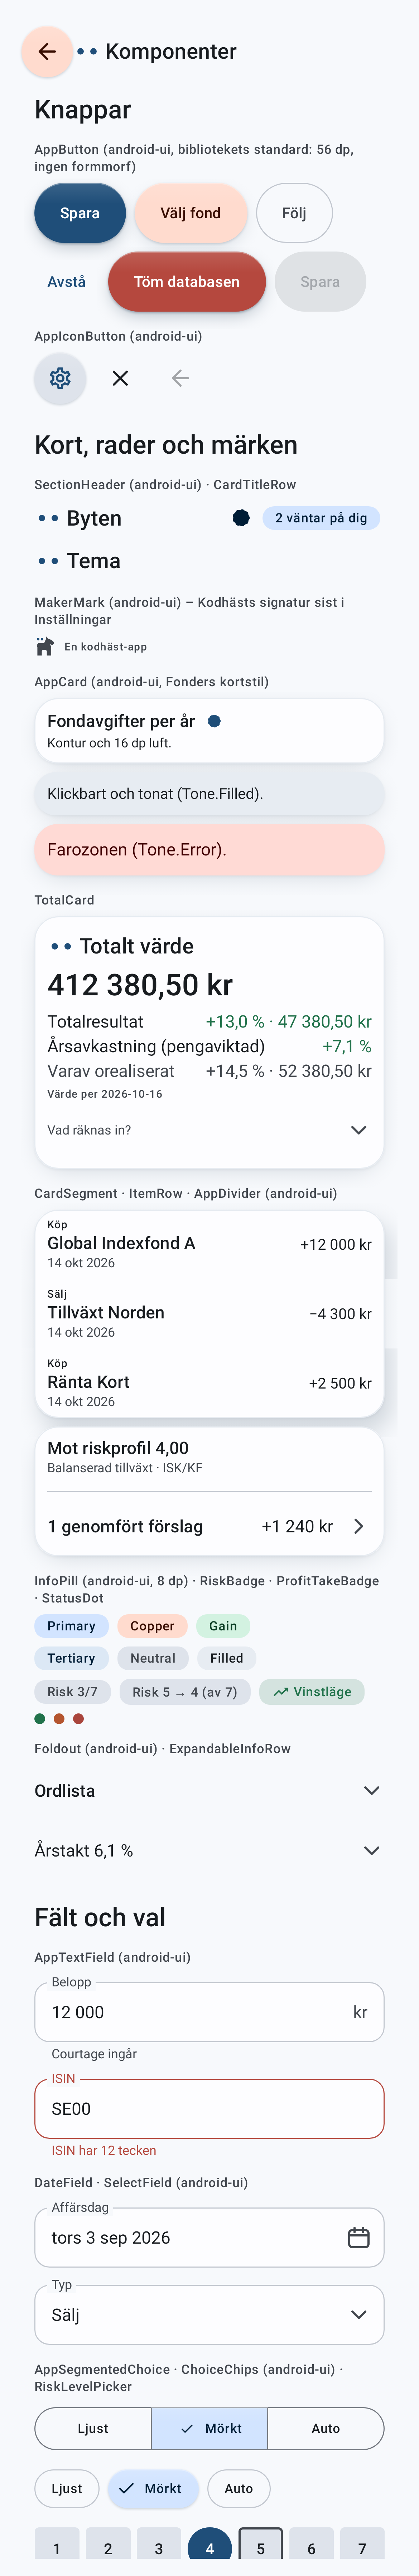 Komponenter
Knappar
AppButton (android-ui, bibliotekets standard: 56 dp,
ingen formmorf)
Spara Välj fond Följ
Avstå Töm databasen Spara
AppIconButton (android-ui)
Kort, rader och märken
SectionHeader (android-ui) · CardTitleRow
Byten 2 väntar på dig
Tema
MakerMark (android-ui) – Kodhästs signatur sist i
Inställningar
En kodhäst-app
AppCard (android-ui, Fonders kortstil)
Fondavgifter per år
Kontur och 16 dp luft.
Klickbart och tonat (Tone.Filled).
Farozonen (Tone.Error).
TotalCard
Totalt värde
412 380,50 kr
Totalresultat +13,0 % · 47 380,50 kr
Årsavkastning (pengaviktad) +7,1 %
Varav orealiserat +14,5 % · 52 380,50 kr
Värde per 2026-10-16
Vad räknas in?
CardSegment · ItemRow · AppDivider (android-ui)
Köp
Global Indexfond A +12 000 kr
14 okt 2026
Sälj
Tillväxt Norden −4 300 kr
14 okt 2026
Köp
Ränta Kort +2 500 kr
14 okt 2026
Mot riskprofil 4,00
Balanserad tillväxt · ISK/KF
1 genomfört förslag +1 240 kr
InfoPill (android-ui, 8 dp) · RiskBadge · ProfitTakeBadge
· StatusDot
Primary Copper Gain
Tertiary Neutral Filled
Risk 3/7 Risk 5 → 4 (av 7) Vinstläge
Foldout (android-ui) · ExpandableInfoRow
Ordlista
Årstakt 6,1 %
Fält och val
AppTextField (android-ui)
Belopp
12 000 kr
Courtage ingår
ISIN
SE00
ISIN har 12 tecken
DateField · SelectField (android-ui)
Affärsdag
tors 3 sep 2026
Typ
Sälj
AppSegmentedChoice · ChoiceChips (android-ui) ·
RiskLevelPicker
Ljust Mörkt Auto
Ljust Mörkt Auto
1 2 3 4 5 6 7